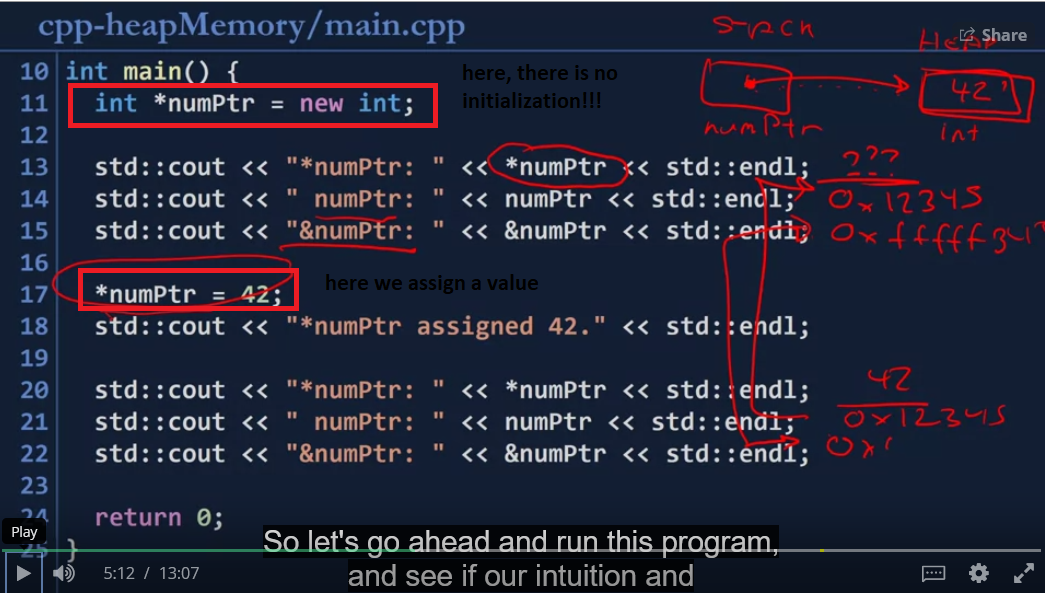 cpp-heapMemory/main.cpp
Stack
Heap
Share
10 int main() {
here, there is no
initialization!!!
11 int *numPtr = new int;
42
numPtr
int
12
13 std::cout << "*numPtr: " << *numPtr << std::endl;
???
14 std::cout << " numPtr: " << numPtr << std::endl;
0x12345
15 std::cout << "&numPtr: " << &numPtr << std::endl;
16
here we assign a value
17 *numPtr = 42;
18 std::cout << "*numPtr assigned 42." << std::endl;
19
20 std::cout << "*numPtr: " << *numPtr << std::endl;
42
21 std::cout << " numPtr: " << numPtr << std::endl;
0x12345
22 std::cout << "&numPtr: " << &numPtr << std::endl;
23
24 return 0;
Play
25 }
So let's go ahead and run this program,
and see if our intuition and
5:12 / 13:07